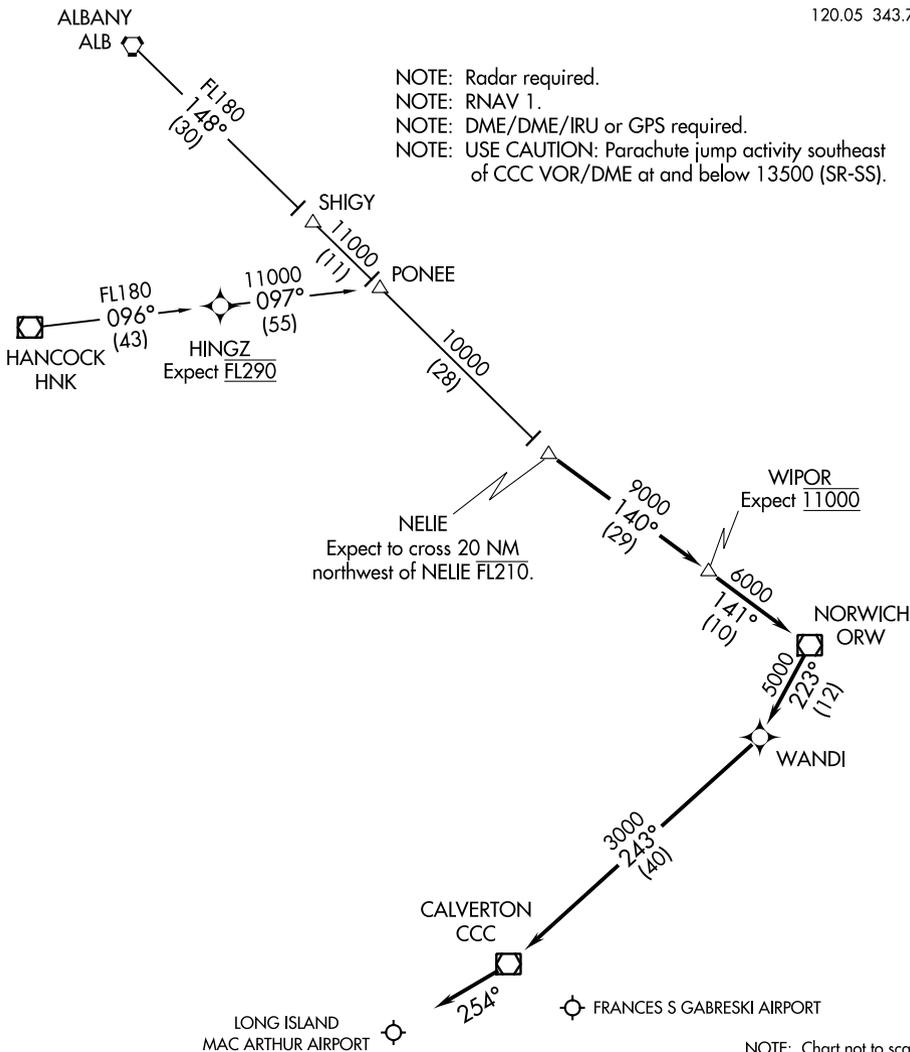 120.05 343.7
ALBANY
ALB
NOTE: Radar required.
NOTE: RNAV 1.
NOTE: DME/DME/IRU or GPS required.
NOTE: USE CAUTION: Parachute jump activity southeast
of CCC VOR/DME at and below 13500 (SR-SS).
FL180
148°
(30)
SHIGY
11000
(11)
PONEE
FL180
096°
(43)
11000
097°
(55)
HANCOCK
HNK
HINGZ
Expect FL290
10000
(28)
NELIE
Expect to cross 20 NM
northwest of NELIE FL210.
9000
140°
(29)
WIPOR
Expect 11000
6000
141°
(10)
NORWICH
ORW
5000
223°
(12)
WANDI
3000
243°
(40)
CALVERTON
CCC
254°
FRANCES S GABRESKI AIRPORT
LONG ISLAND
MAC ARTHUR AIRPORT
NOTE: Chart not to sca